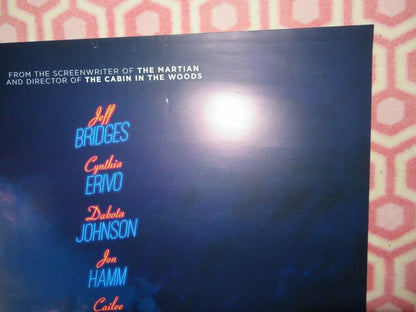 FROM THE SCREENWRITER OF THE MARTIAN
AND DIRECTOR OF THE CABIN IN THE WOODS
Jeff
BRIDGES
Cynthia
ERIVO
Dakota
JOHNSON
Jon
HAMM
Cailee